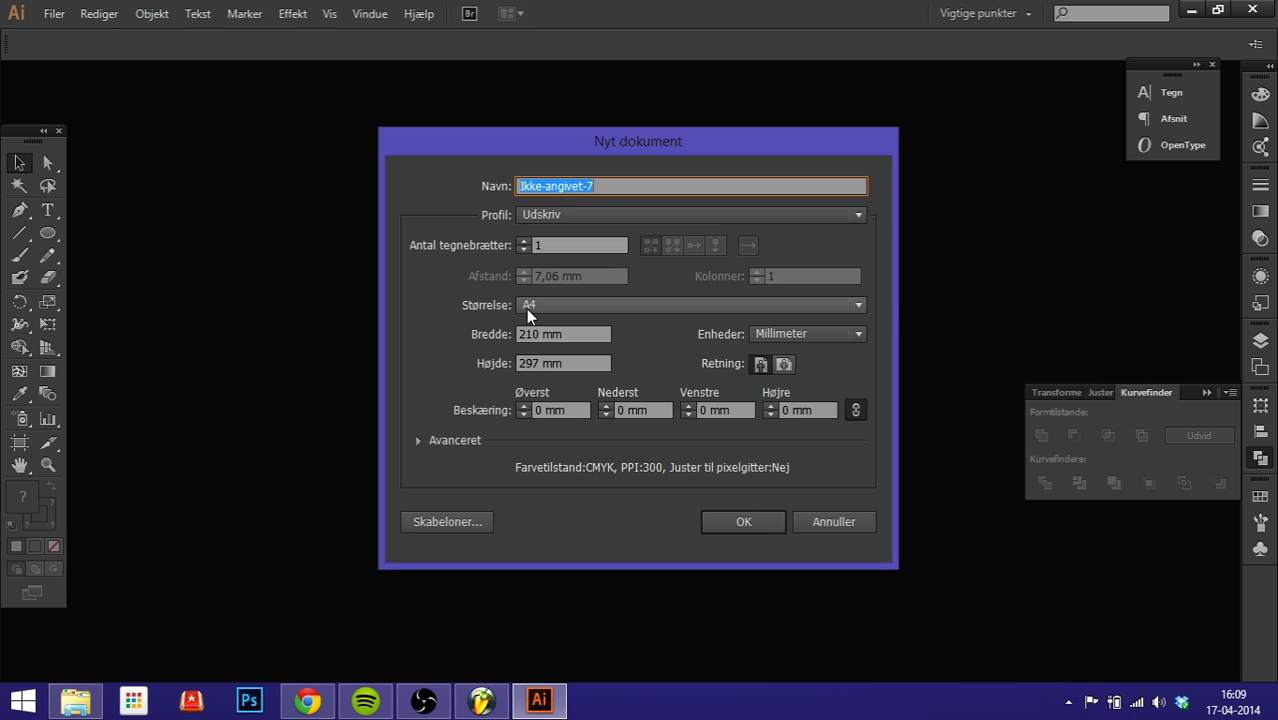 Ai Filer Rediger Objekt Tekst Marker Effekt Vis Vindue Hjælp Br Vigtige punkter
Tegn
Afsnit
OpenType
Nyt dokument
Navn: Ikke-angivet-7
Profil: Udskriv
Antal tegnebrætter: 1
Afstand: 7,06 mm Kolonner: 1
Størrelse: A4
Bredde: 210 mm Enheder: Millimeter
Højde: 297 mm Retning:
Øverst Nederst Venstre Højre
Beskæring: 0 mm 0 mm 0 mm 0 mm
Avanceret
Farvetilstand:CMYK, PPI:300, Juster til pixelgitter:Nej
Skabeloner... OK Annuller
Transforme Juster Kurvefinder
Formtilstande:
Udvid
Kurvefindere:
?
Ps Ai
16:09
17-04-2014